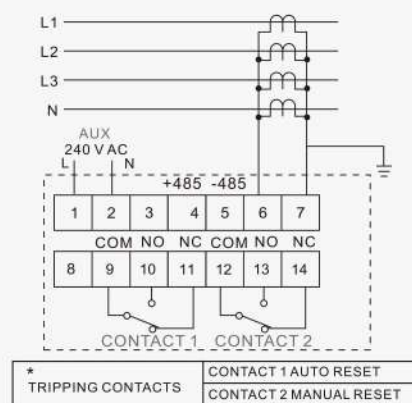 L1
L2
L3
N
AUX
240 V AC
L N
+485 -485
1 2 3 4 5 6 7
COM NO NC COM NO NC
8 9 10 11 12 13 14
CONTACT 1 CONTACT 2
*
TRIPPING CONTACTS
CONTACT 1 AUTO RESET
CONTACT 2 MANUAL RESET